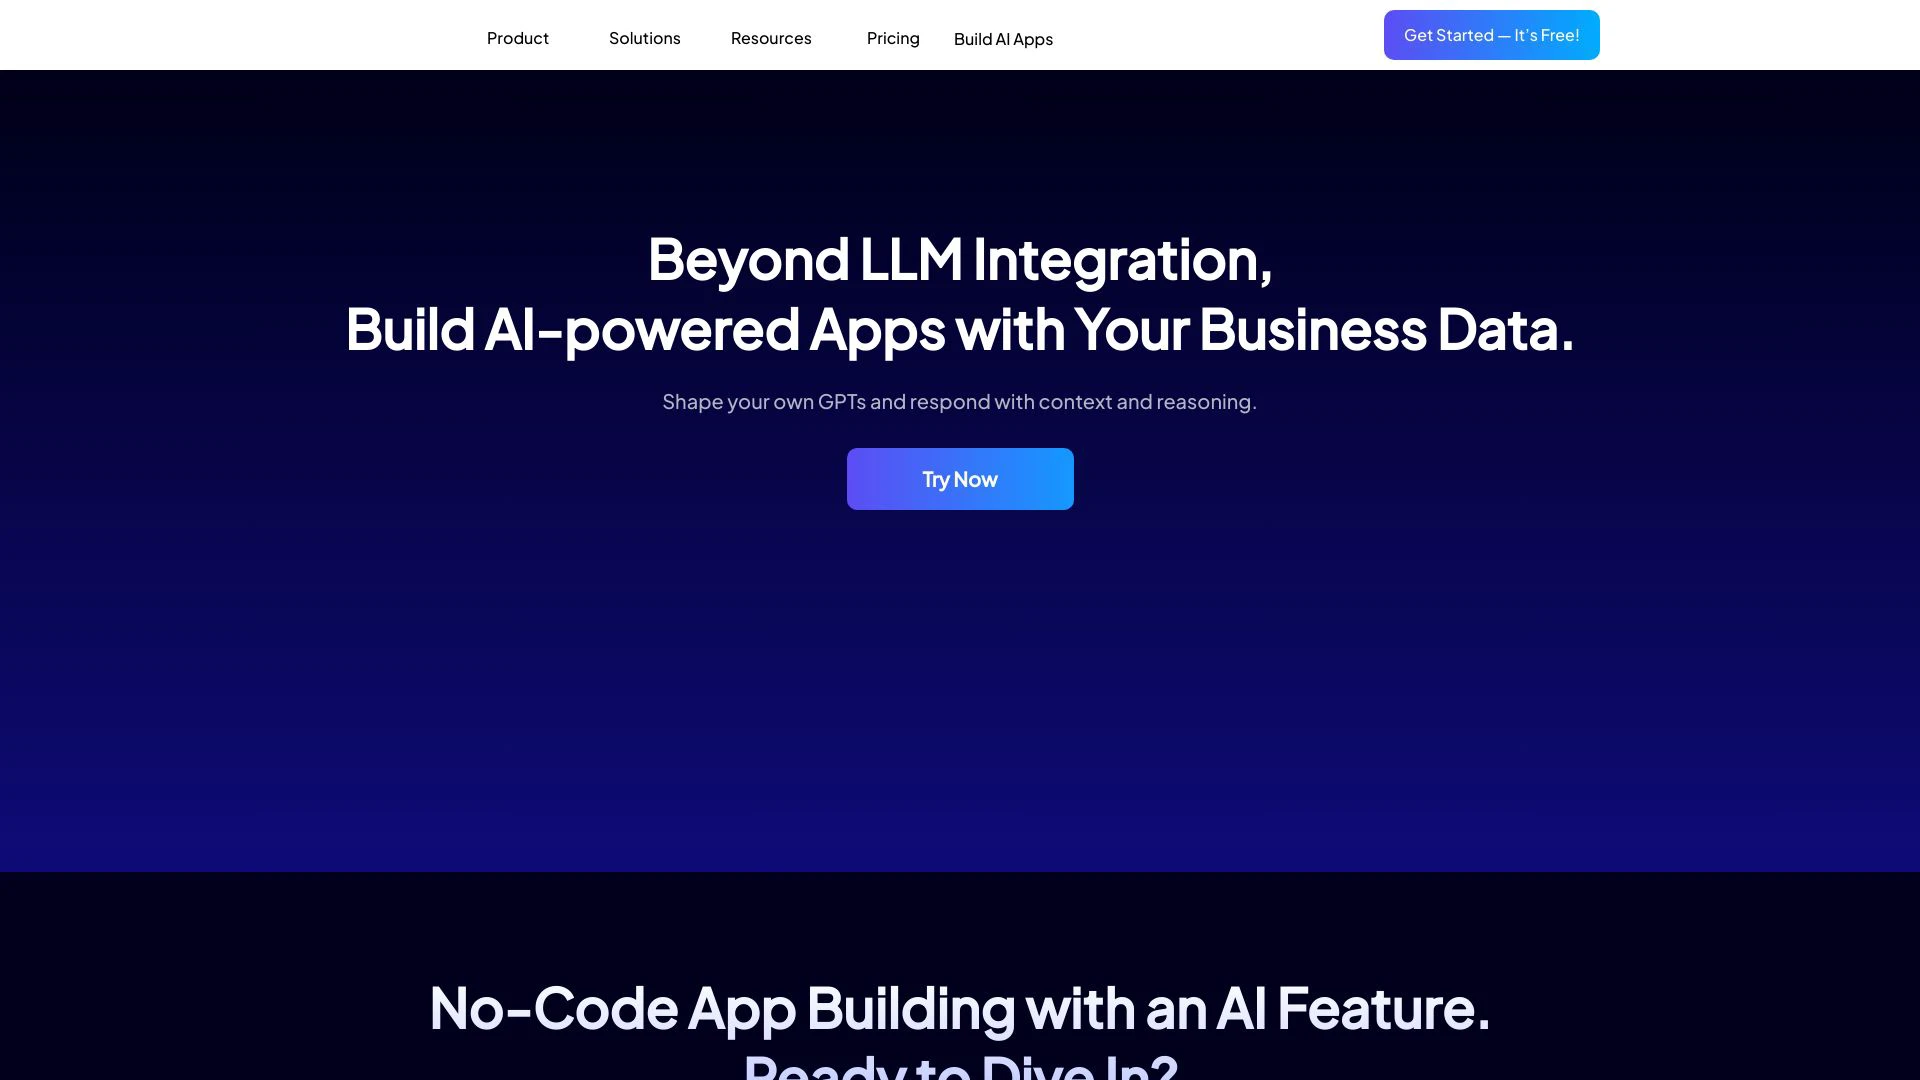 Product
Solutions
Resources
Pricing
Build AI Apps
Get Started — It’s Free!
Beyond LLM Integration,
Build AI-powered Apps with Your Business Data.
Shape your own GPTs and respond with context and reasoning.
Try Now
No-Code App Building with an AI Feature.
Ready to Dive In?